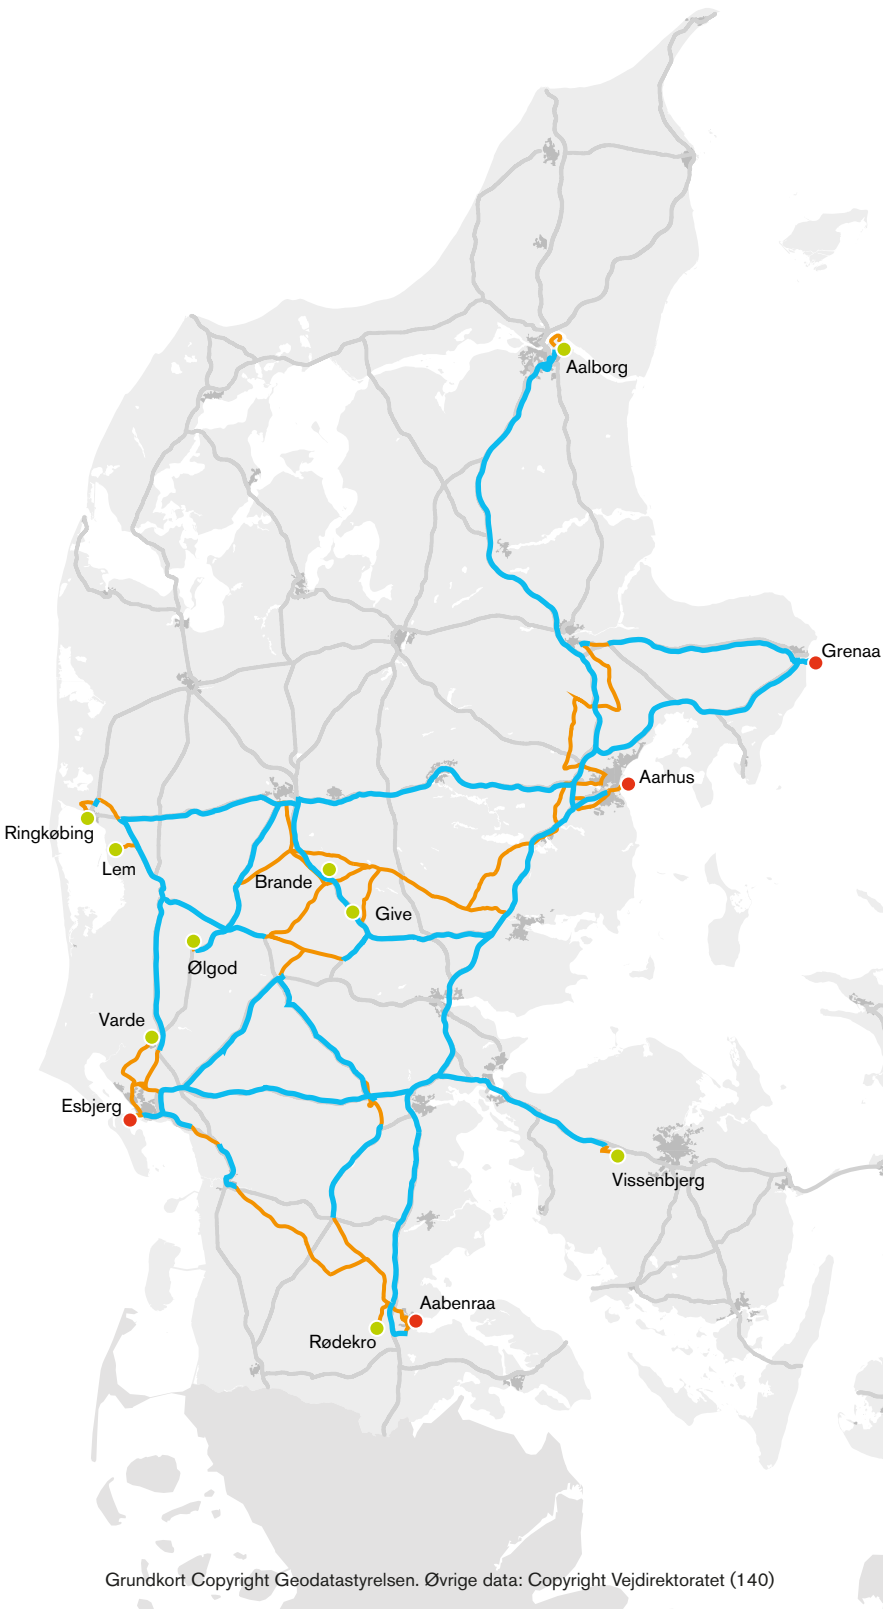 Aalborg
Grenaa
Aarhus
Ringkøbing
Lem
Brande
Give
Ølgod
Varde
Esbjerg
Vissenbjerg
Aabenraa
Rødekro
Grundkort Copyright Geodatastyrelsen. Øvrige data: Copyright Vejdirektoratet (140)